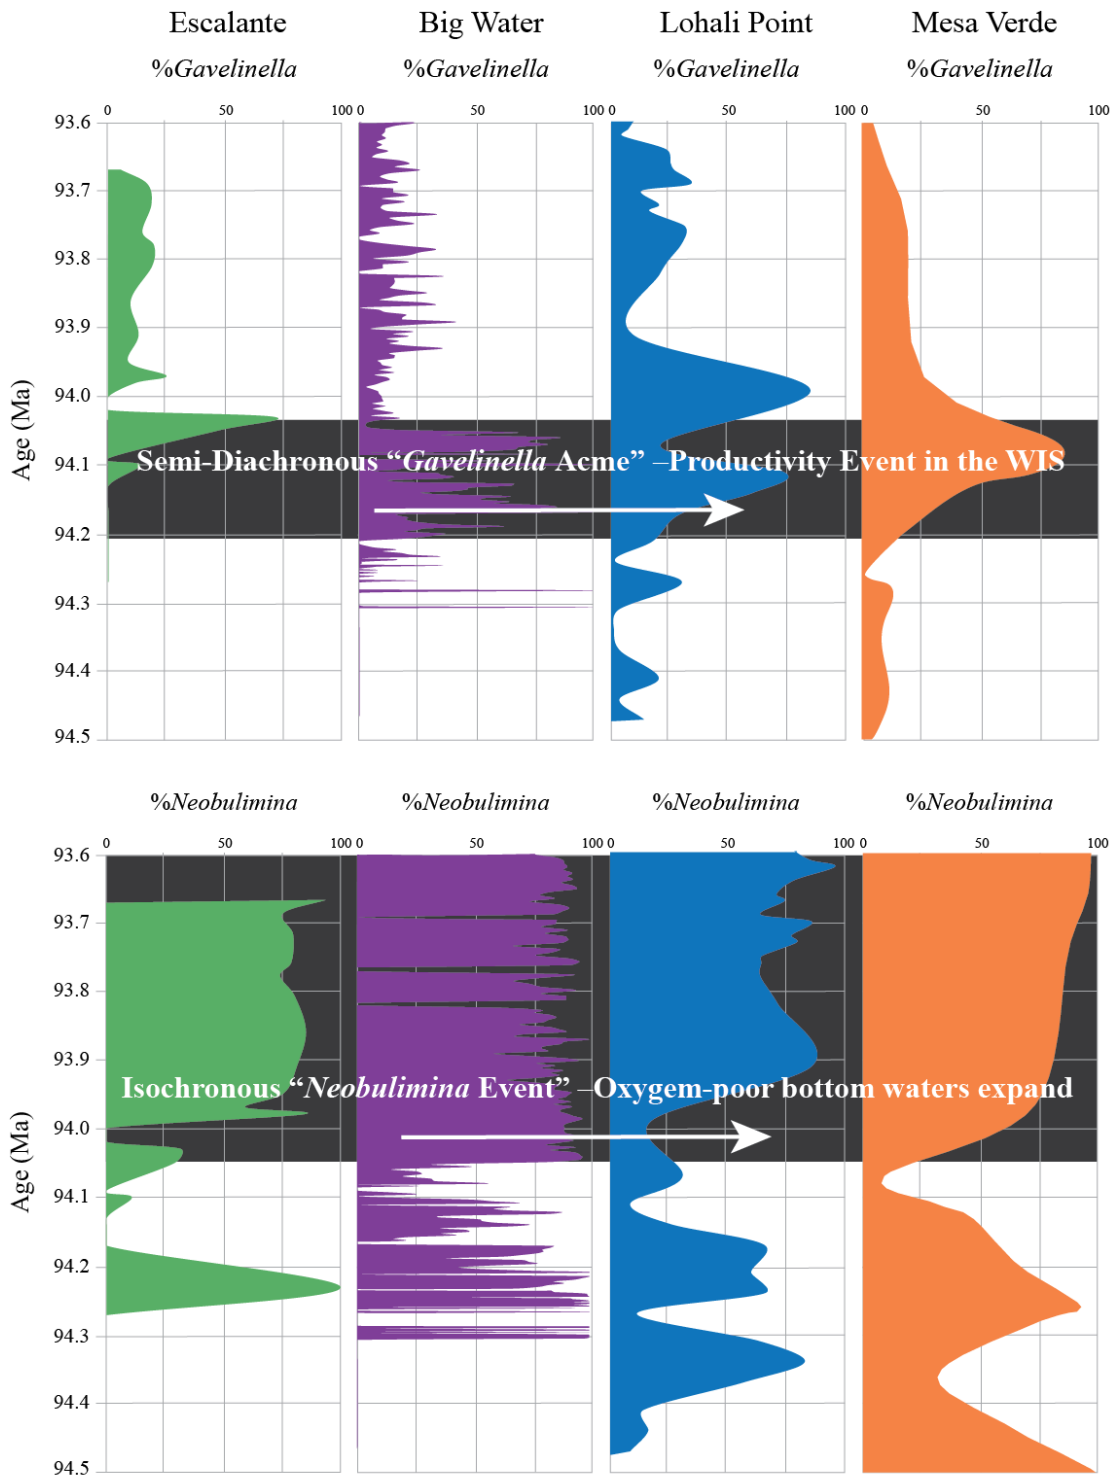 Escalante Big Water Lohali Point Mesa Verde
%Gavelinella %Gavelinella %Gavelinella %Gavelinella
0 50 100 0 50 100 0 50 100 0 50 100
93.6
93.7
93.8
93.9
94.0
94.1
94.2
94.3
94.4
94.5
Age (Ma)
Semi-Diachronous “Gavelinella Acme” –Productivity Event in the WIS
%Neobulimina %Neobulimina %Neobulimina %Neobulimina
0 50 100 0 50 100 0 50 100 0 50 100
93.6
93.7
93.8
93.9
94.0
94.1
94.2
94.3
94.4
94.5
Age (Ma)
Isochronous “Neobulimina Event” –Oxygem-poor bottom waters expand